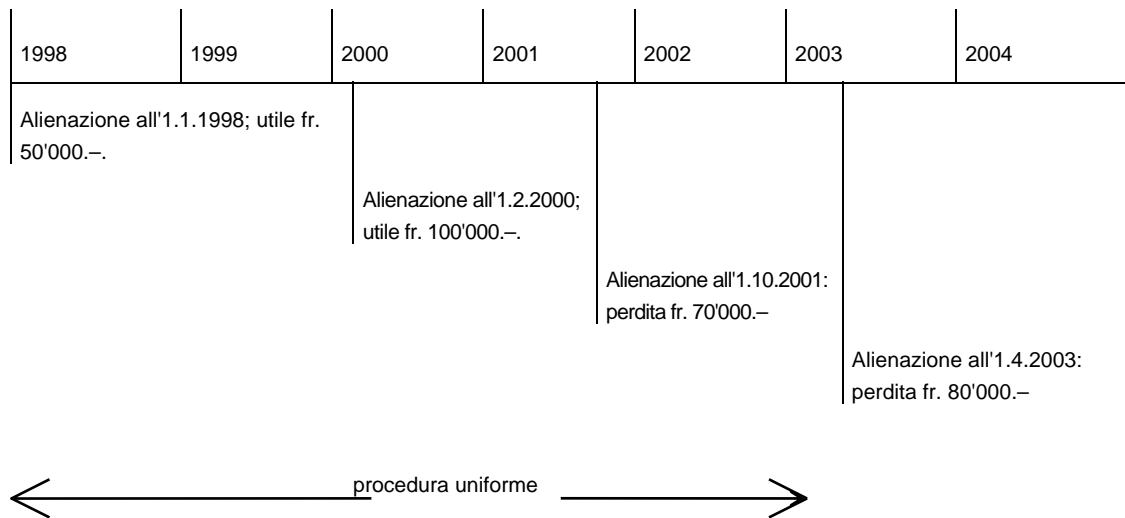 1998 1999 2000 2001 2002 2003 2004
Alienazione all'1.1.1998; utile fr.
50'000.–.
Alienazione all'1.2.2000;
utile fr. 100'000.–.
Alienazione all'1.10.2001:
perdita fr. 70'000.–
Alienazione all'1.4.2003:
perdita fr. 80'000.–
procedura uniforme